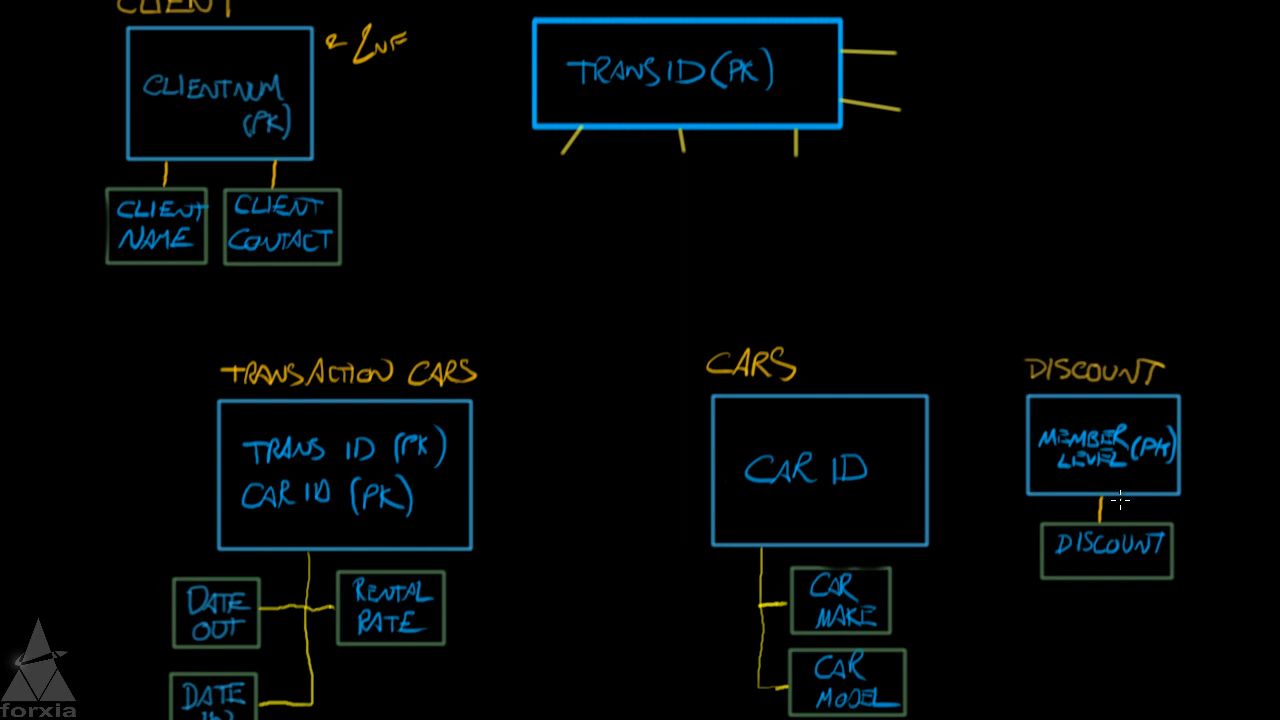 CLIENT
CLIENTNUM
(PK)
← 2NF
CLIENT
NAME
CLIENT
CONTACT
TRANS ID (PK)
TRANSACTION CARS
TRANS ID (PK)
CAR ID (PK)
DATE
OUT
RENTAL
RATE
DATE
IN
CARS
CAR ID
CAR
MAKE
CAR
MODEL
DISCOUNT
MEMBER
LEVEL (PK)
DISCOUNT
forxia